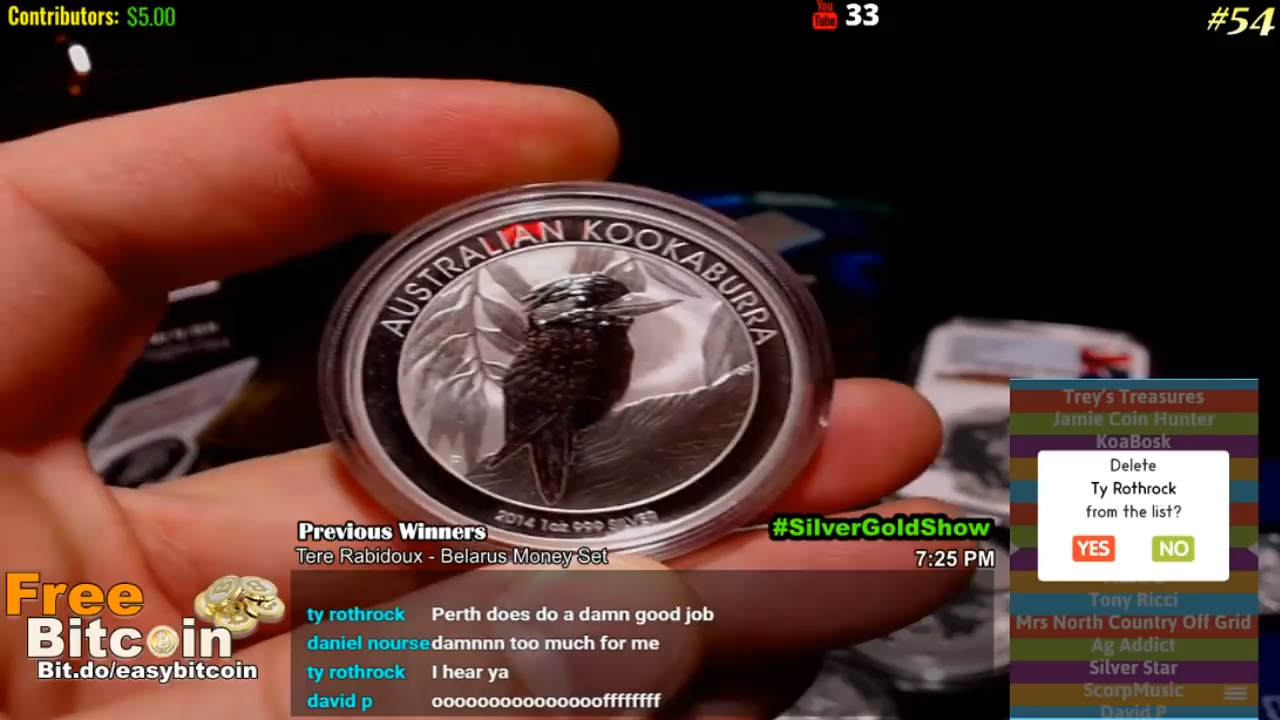 Contributors: $5.00
You
Tube
33
#54
AUSTRALIAN KOOKABURRA
2014 1oz 999 SILVER
Previous Winners
Tere Rabidoux - Belarus Money Set
#SilverGoldShow
7:25 PM
ty rothrock Perth does do a damn good job
daniel nourse damnnn too much for me
ty rothrock I hear ya
david p oooooooooooooooffffffff
Free
Bitcoin
Bit.do/easybitcoin
Trey's Treasures
Jamie Coin Hunter
KoaBosk
Delete
Ty Rothrock
from the list?
YES NO
Tony Ricci
Mrs North Country Off Grid
Ag Addict
Silver Star
ScorpMusic
David P